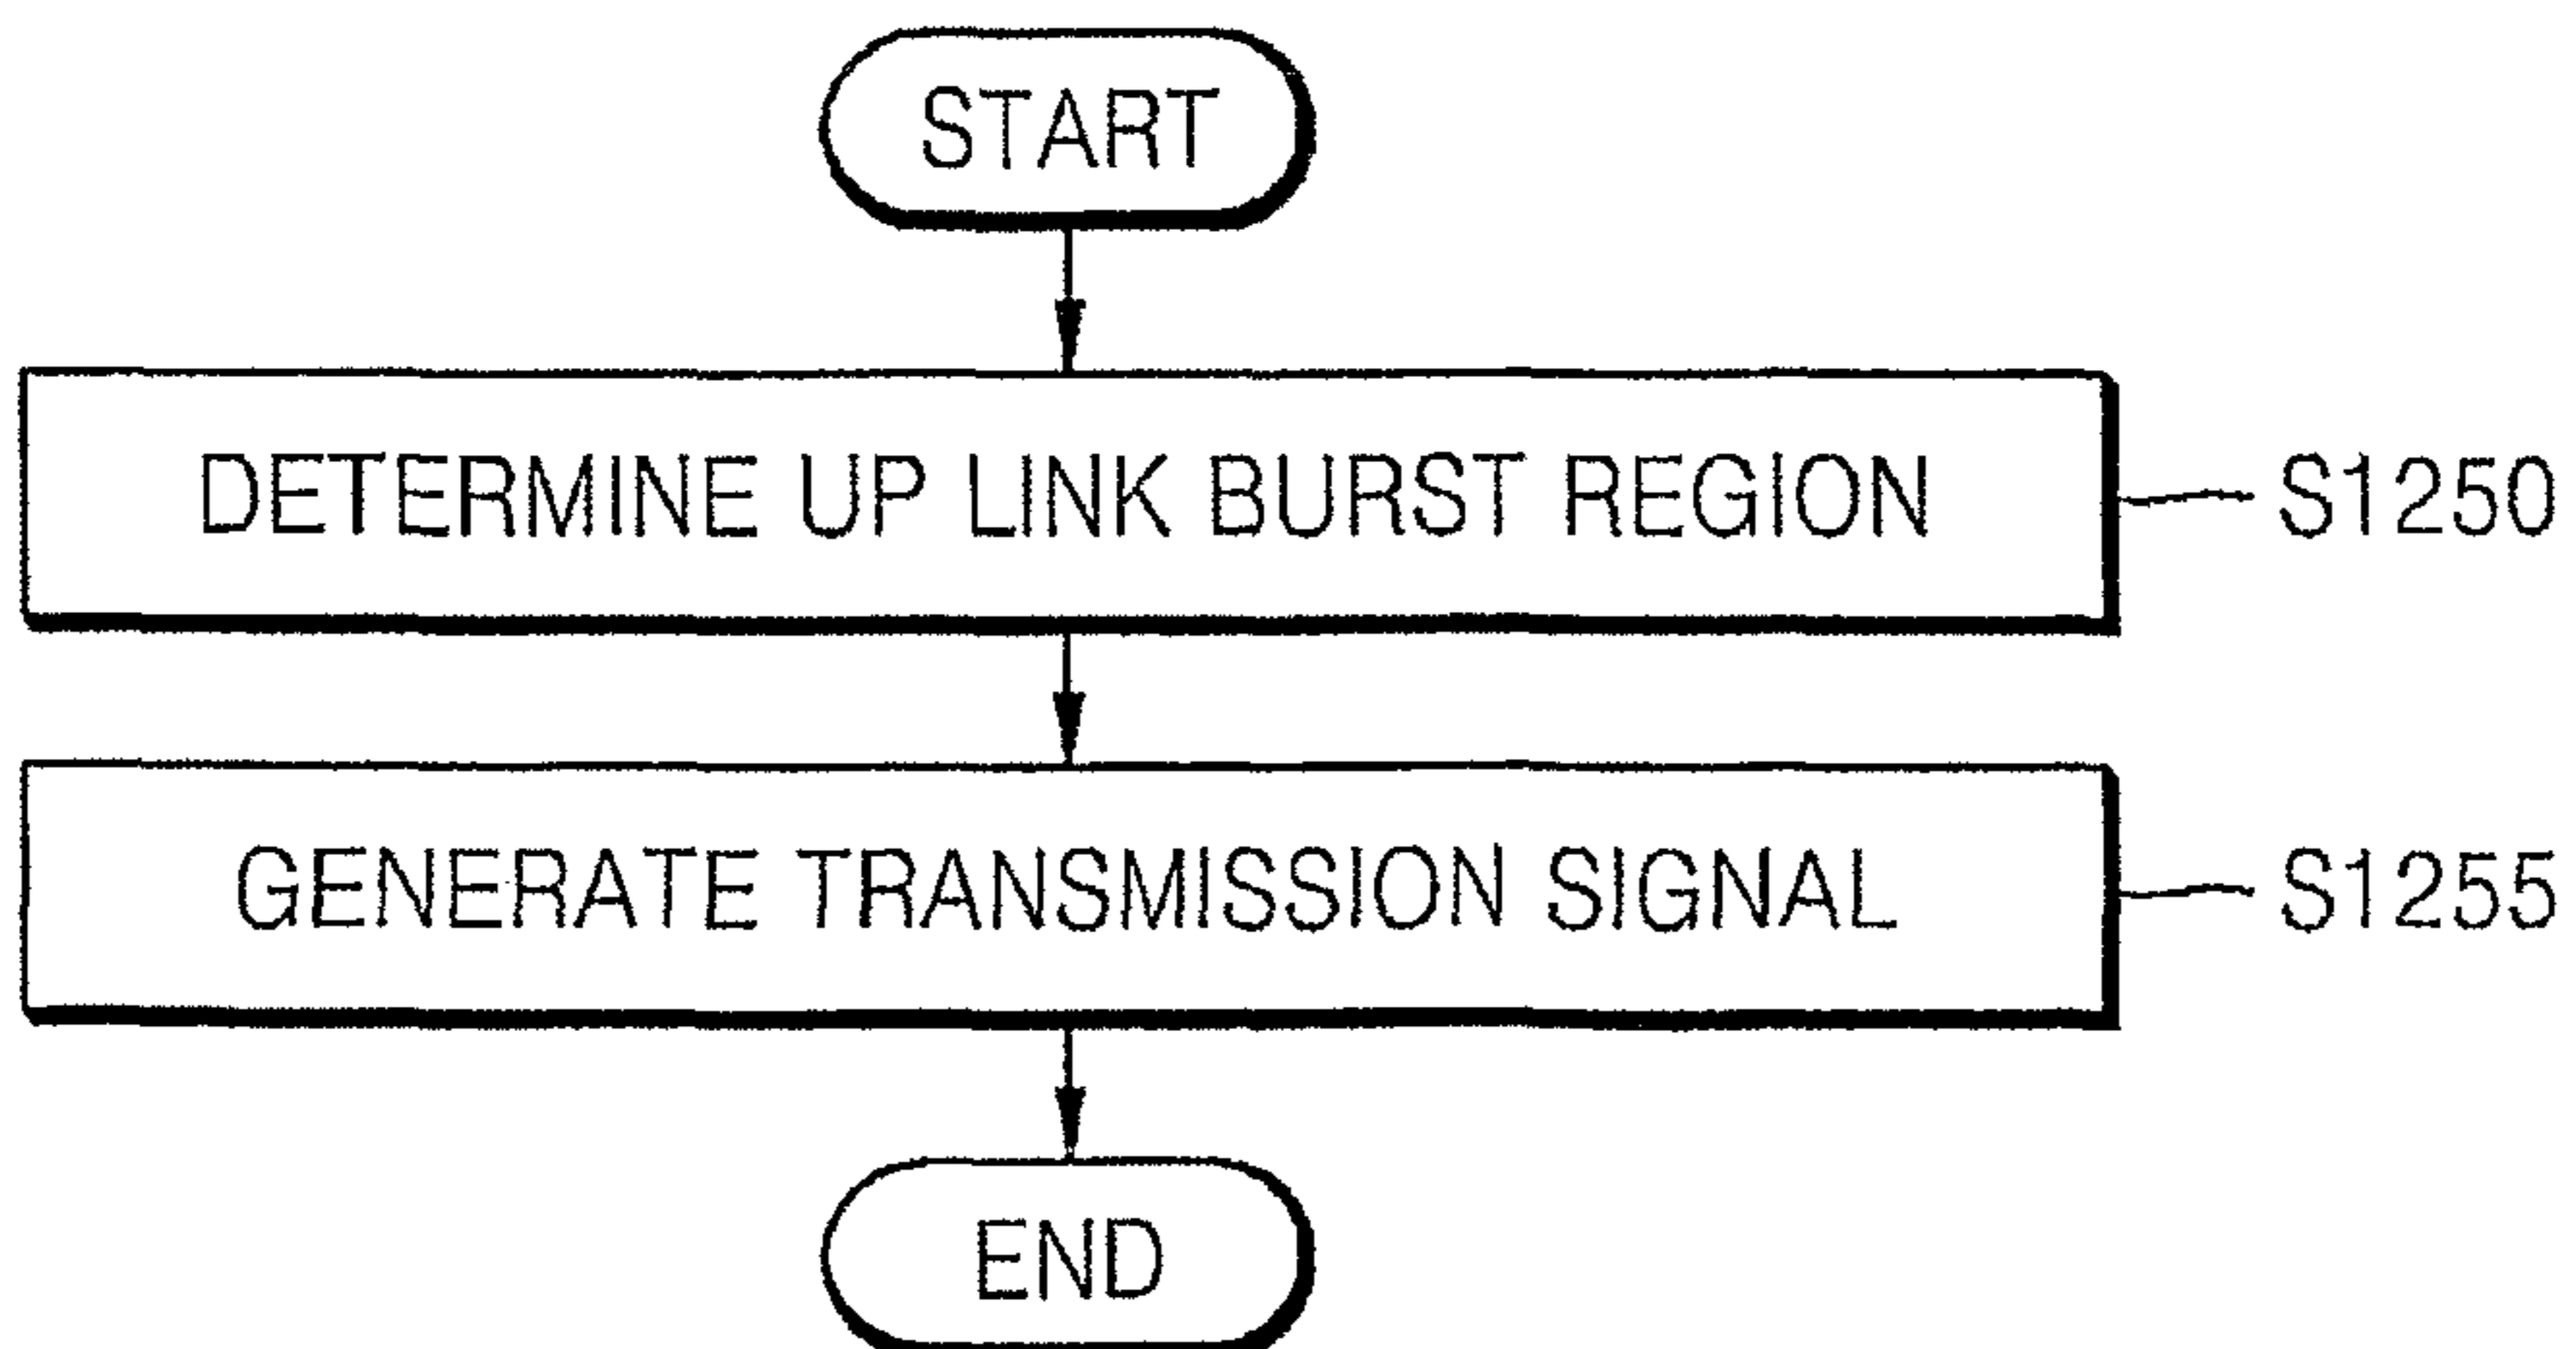 START
DETERMINE UP LINK BURST REGION
S1250
GENERATE TRANSMISSION SIGNAL
S1255
END